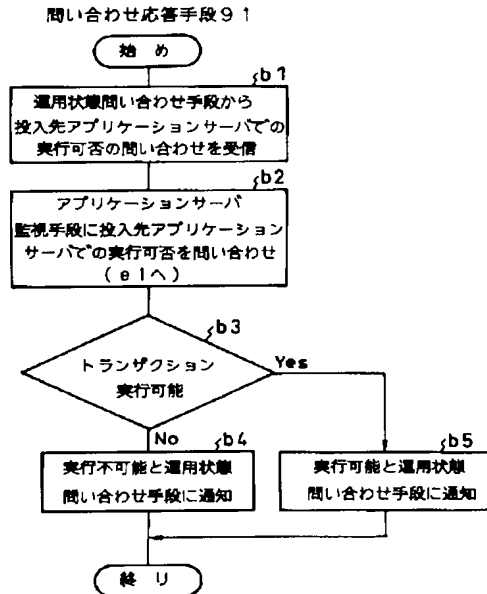 問い合わせ応答手段91
始め
b1
運用状態問い合わせ手段から
投入先アプリケーションサーバでの
実行可否の問い合わせを受信
b2
アプリケーションサーバ
監視手段に投入先アプリケーション
サーバでの実行可否を問い合わせ
(e1へ)
b3
トランザクション
実行可能
Yes
No
b4
実行不可能と運用状態
問い合わせ手段に通知
b5
実行可能と運用状態
問い合わせ手段に通知
終り